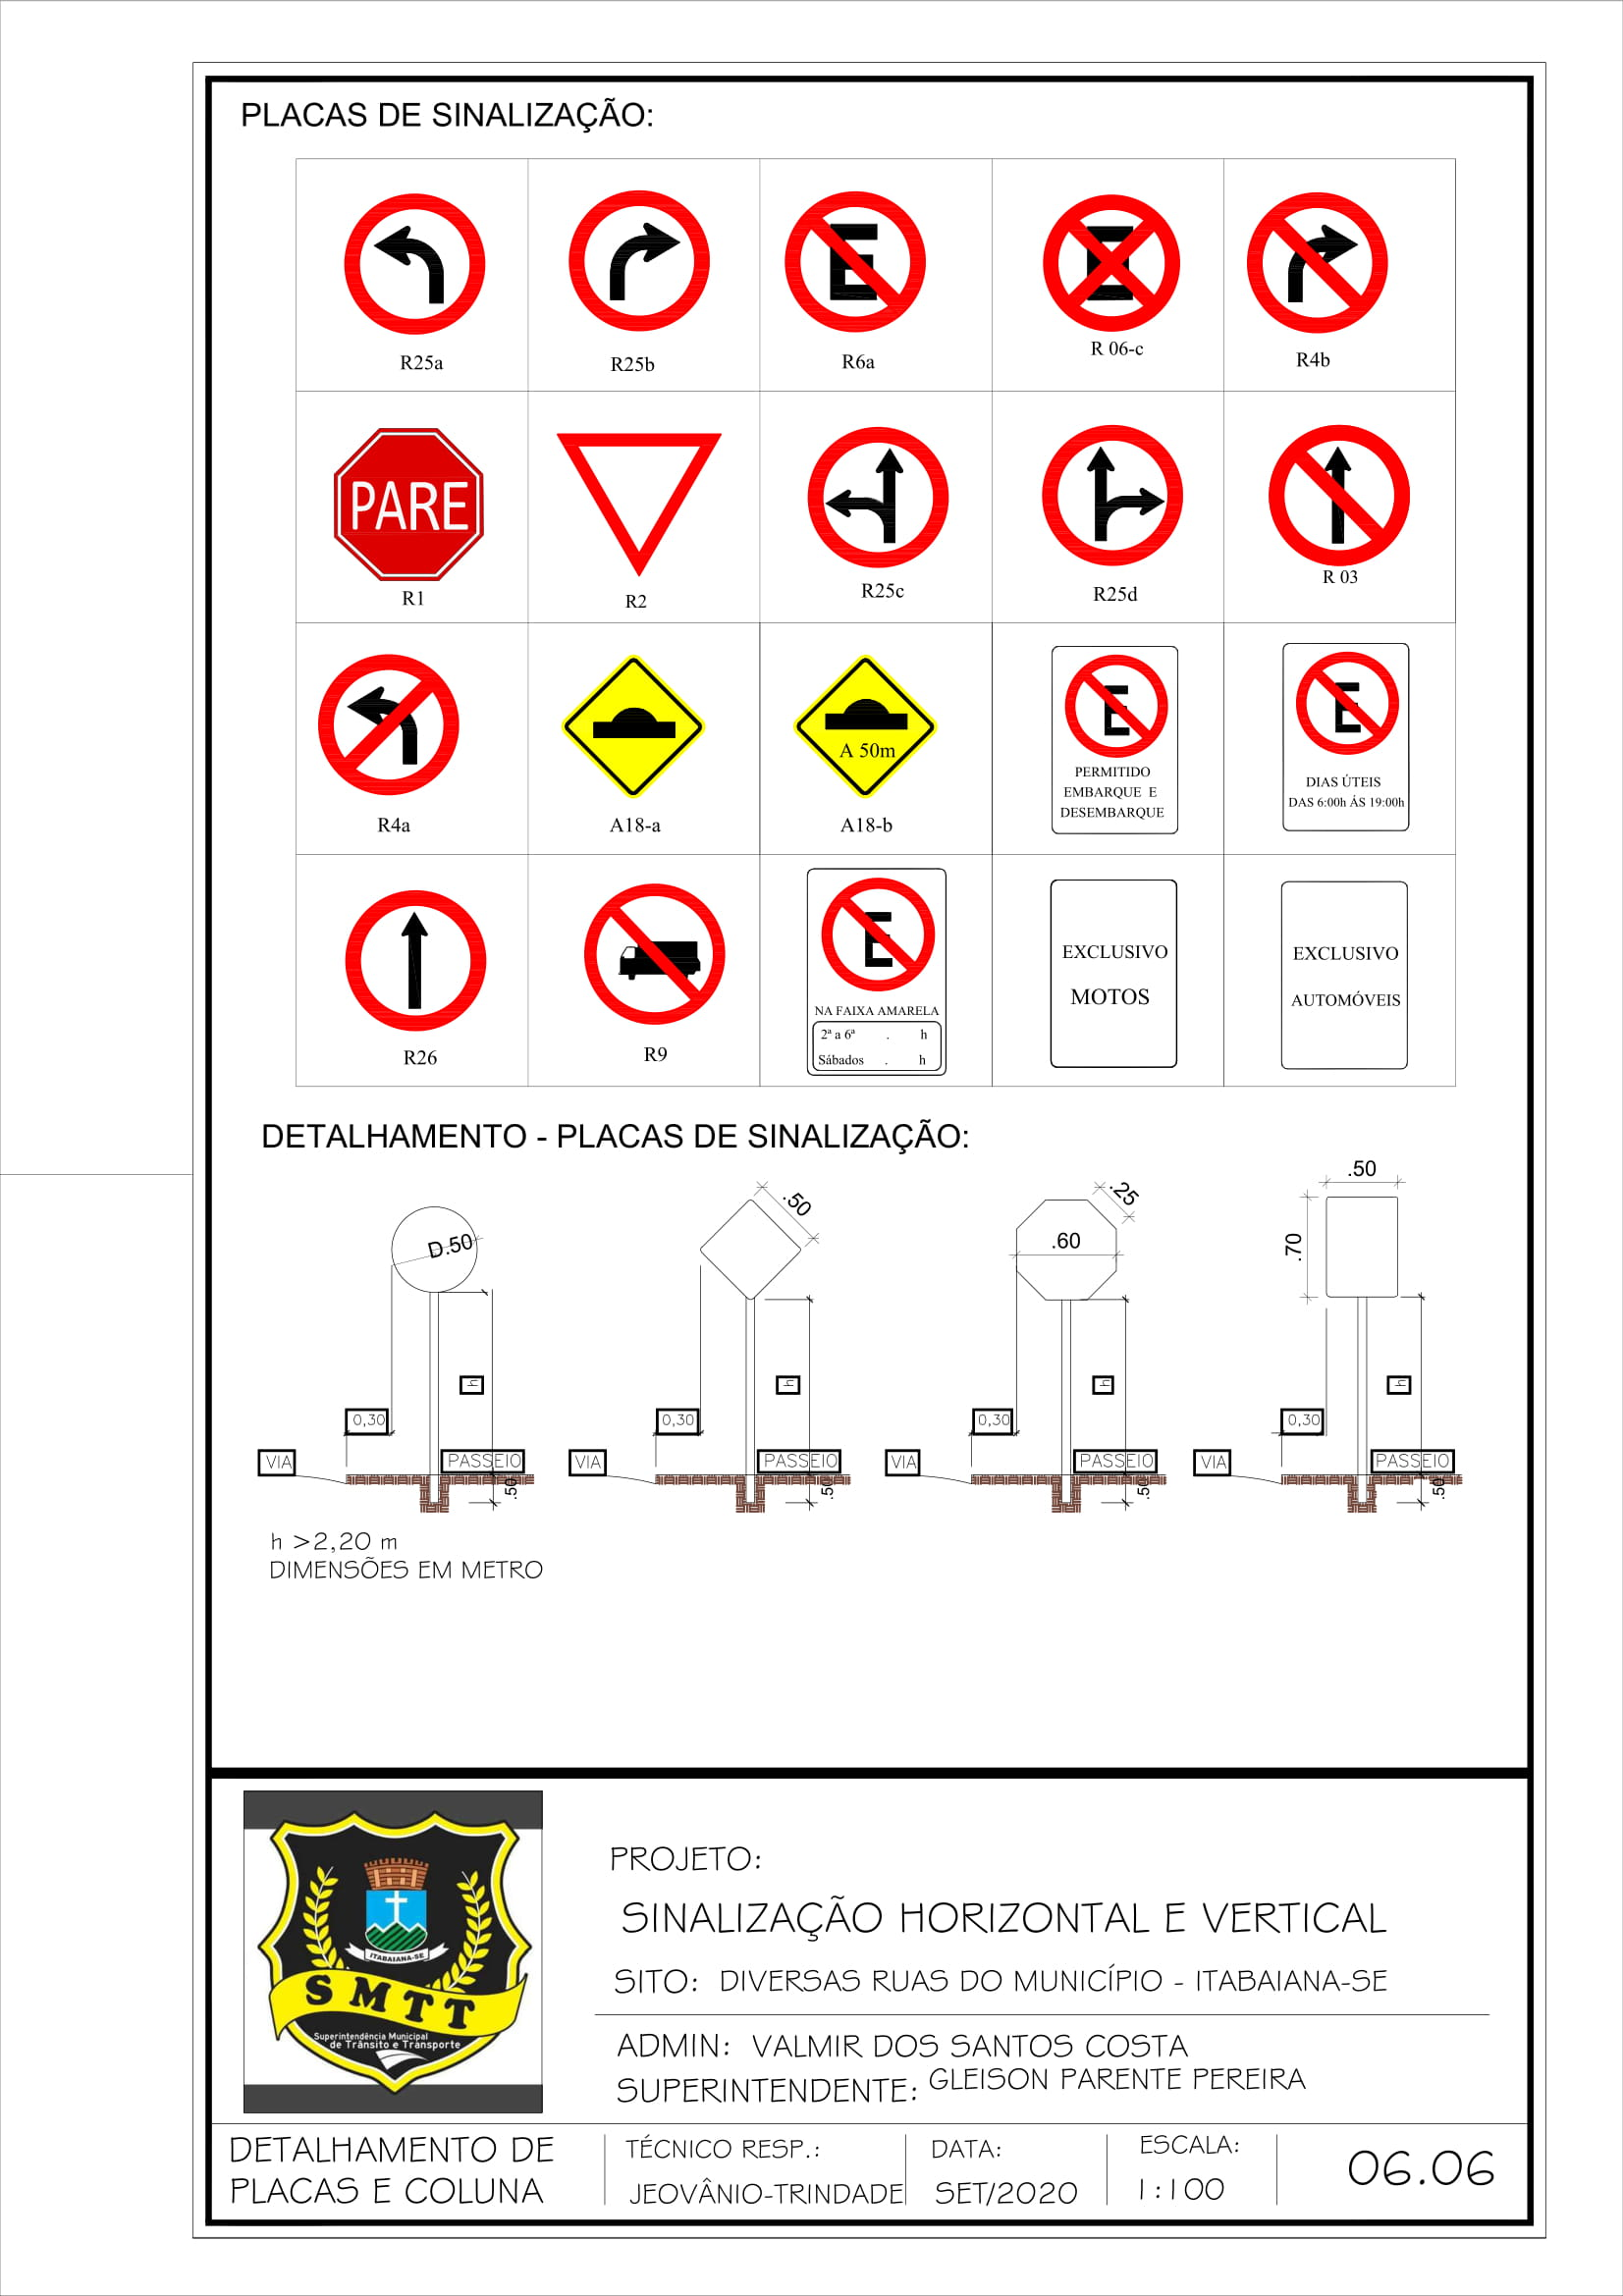 PLACAS DE SINALIZAÇÃO:
R25a
R25b
E
R6a
E
R 06-c
R4b
PARE
R1
R2
R25c
R25d
R 03
R4a
A18-a
A 50m
A18-b
E
PERMITIDO
EMBARQUE E
DESEMBARQUE
E
DIAS ÚTEIS
DAS 6:00h ÁS 19:00h
R26
R9
E
NA FAIXA AMARELA
2ª a 6ª . h
Sábados . h
EXCLUSIVO
MOTOS
EXCLUSIVO
AUTOMÓVEIS
DETALHAMENTO - PLACAS DE SINALIZAÇÃO:
D.50
h
0,30
VIA
PASSEIO
.50
.50
h
0,30
VIA
PASSEIO
.50
.25
.60
h
0,30
VIA
PASSEIO
.50
.50
.70
h
0,30
VIA
PASSEIO
.50
h >2,20 m
DIMENSÕES EM METRO
ITABAIANA-SE
SMTT
Superintendência Municipal
de Trânsito e Transporte
PROJETO:
SINALIZAÇÃO HORIZONTAL E VERTICAL
SITO: DIVERSAS RUAS DO MUNICÍPIO - ITABAIANA-SE
ADMIN: VALMIR DOS SANTOS COSTA
SUPERINTENDENTE: GLEISON PARENTE PEREIRA
DETALHAMENTO DE
PLACAS E COLUNA
TÉCNICO RESP.:
JEOVÂNIO-TRINDADE
DATA:
SET/2020
ESCALA:
1:100
06.06